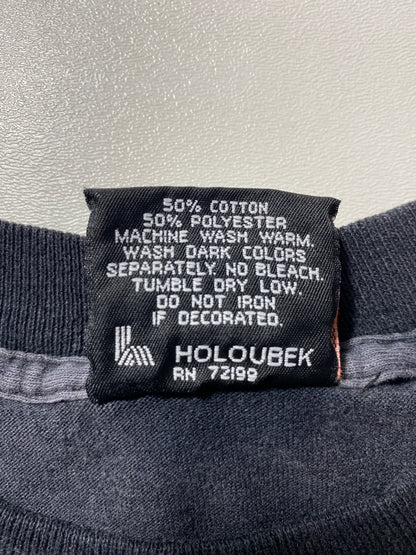 50% COTTON
50% POLYESTER
MACHINE WASH WARM.
WASH DARK COLORS
SEPARATELY. NO BLEACH.
TUMBLE DRY LOW.
DO NOT IRON
IF DECORATED.
HOLOUBEK
RN 72199